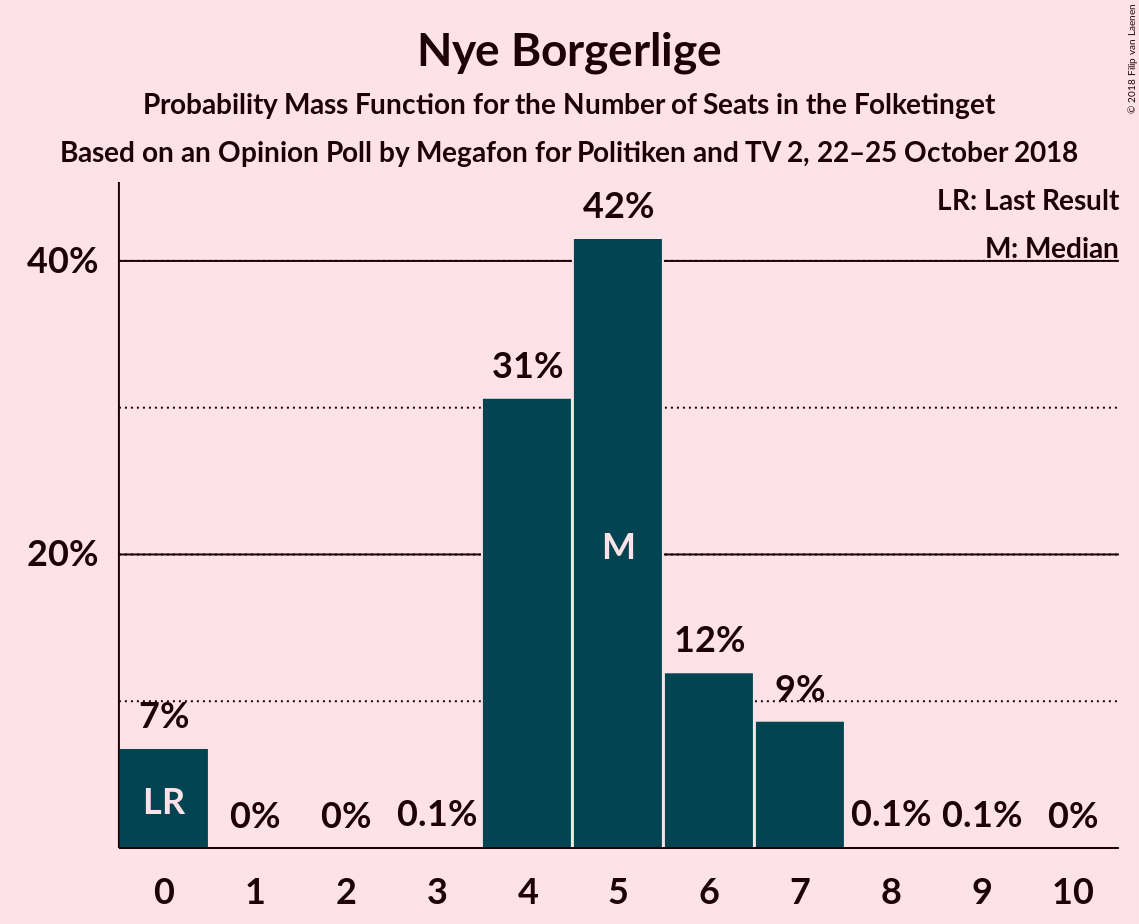 Nye Borgerlige
Probability Mass Function for the Number of Seats in the Folketinget
Based on an Opinion Poll by Megafon for Politiken and TV 2, 22–25 October 2018
© 2018 Filip van Laenen
LR: Last Result
M: Median
42%
40%
31%
20%
M
12%
9%
7%
LR
0%
0%
0.1%
0.1%
0.1%
0%
0 1 2 3 4 5 6 7 8 9 10